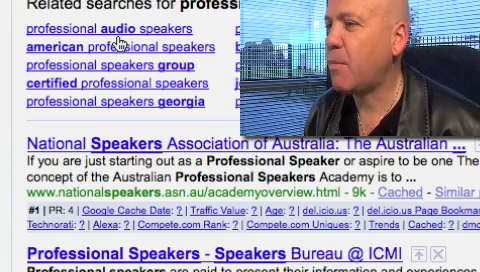 Related searches for profess
professional audio speakers
american professional speakers
professional speakers group
certified professional speakers
professional speakers georgia
National Speakers Association of Australia: The Australian ...
If you are just starting out as a Professional Speaker or aspire to be one The
concept of the Australian Professional Speakers Academy is to ...
www.nationalspeakers.asn.au/academyoverview.html - 9k - Cached - Similar
#1 | PR: 4 | Google Cache Date: ? | Traffic Value: ? | Age: ? | del.icio.us: ? | del.icio.us Page Bookma
Technorati: ? | Alexa: ? | Compete.com Rank: ? | Compete.com Uniques: ? | Trends | Cached: ? | dmo
Professional Speakers - Speakers Bureau @ ICMI
Professional speakers are paid to present their information and experiences